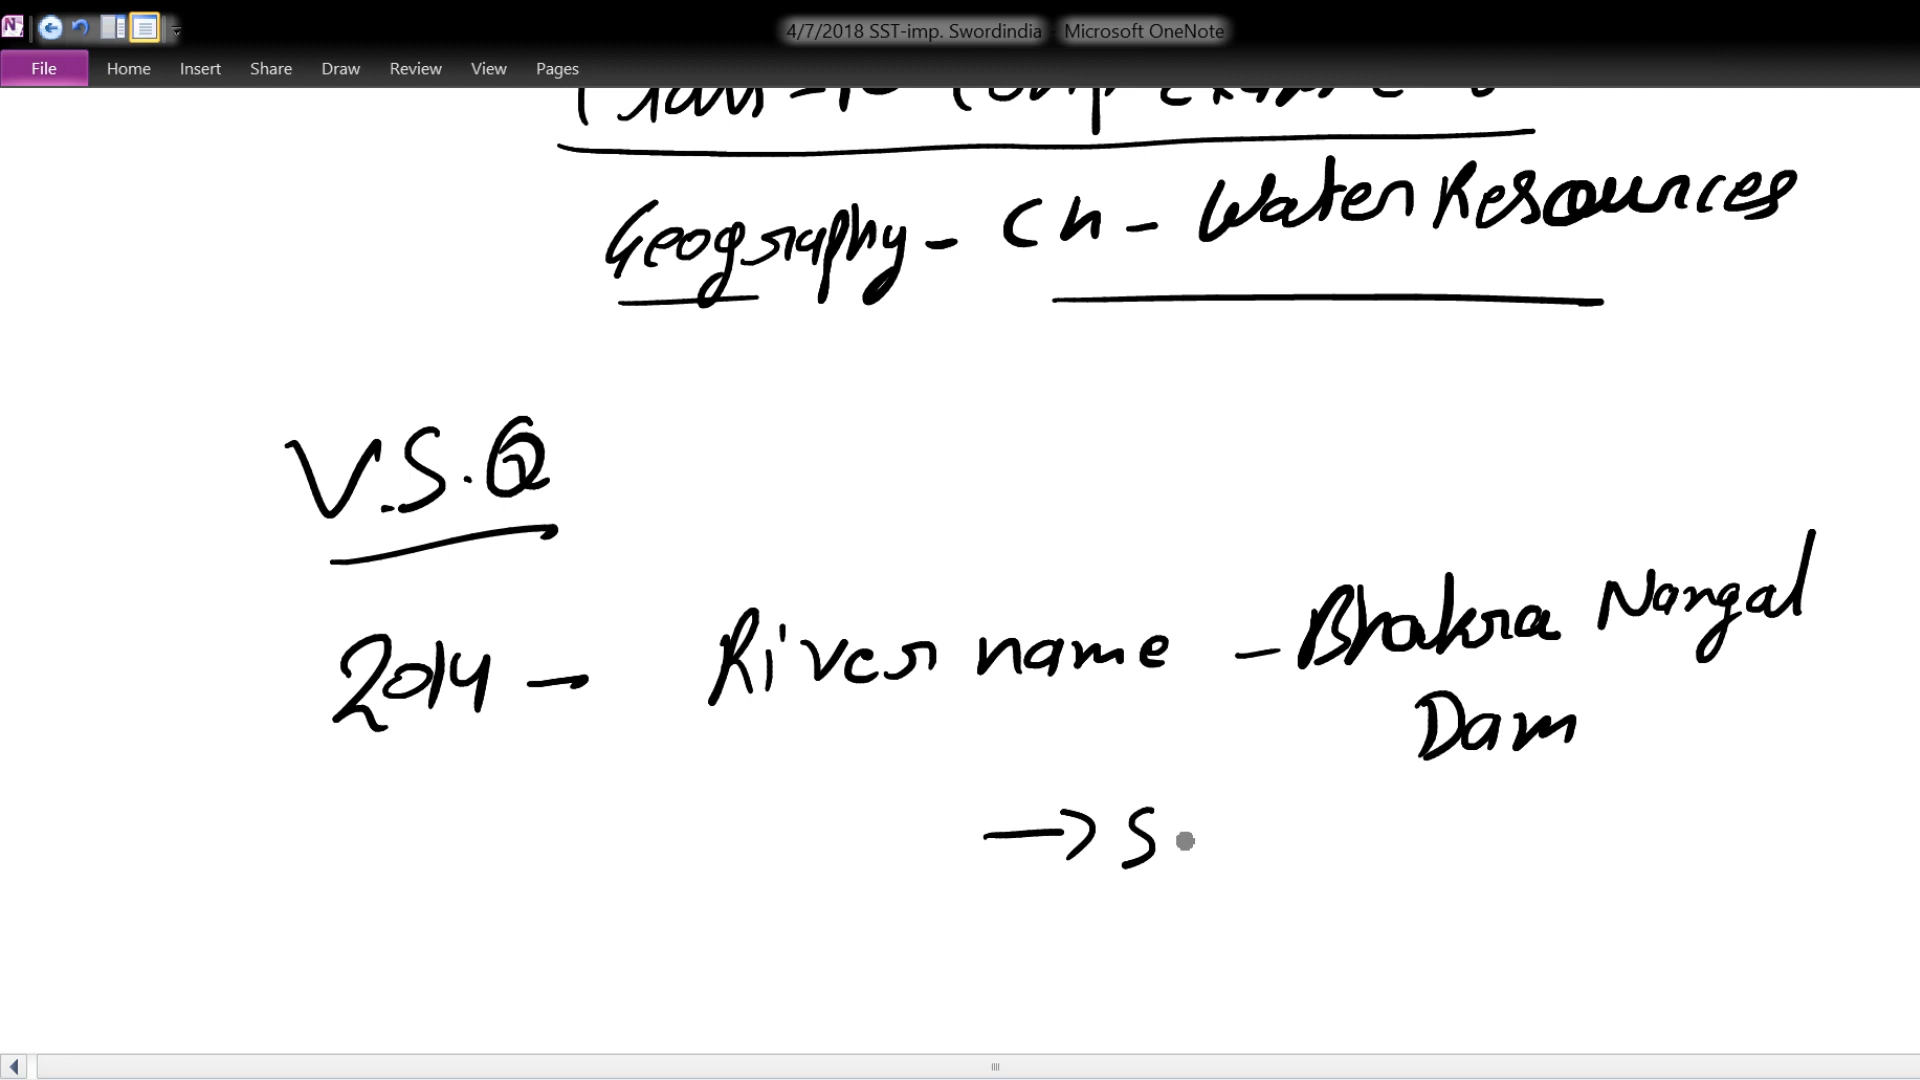 4/7/2018 SST-imp. Swordindia - Microsoft OneNote
File Home Insert Share Draw Review View Pages
Geography - Ch - Water Resources
V.S.Q
2014 - River name - Bhakra Nangal
Dam
→ S